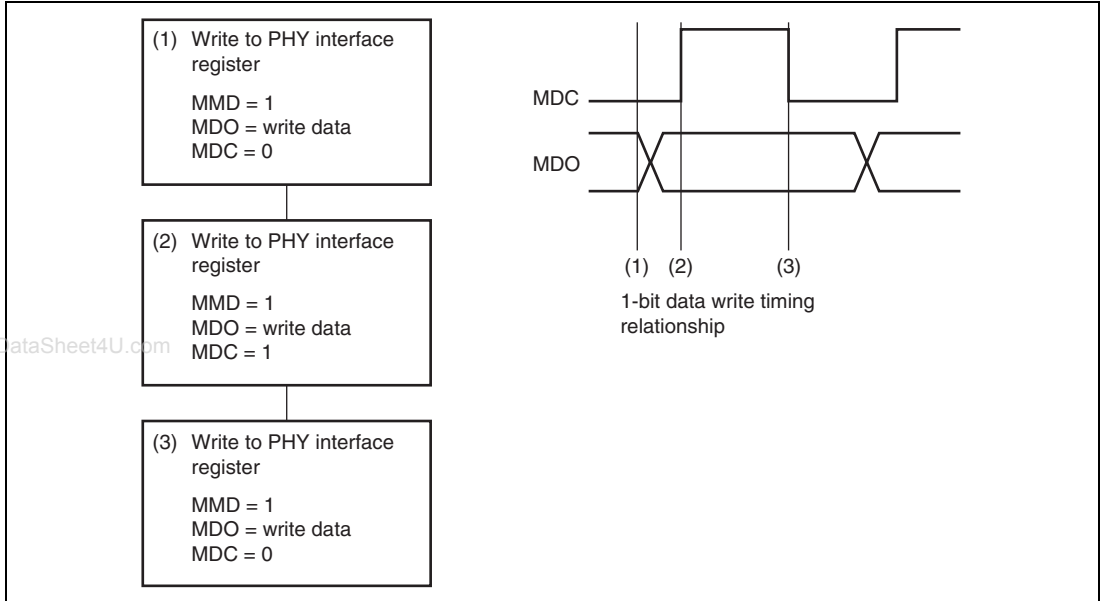 (1) Write to PHY interface
register
MMD = 1
MDO = write data
MDC = 0
(2) Write to PHY interface
register
MMD = 1
MDO = write data
MDC = 1
(3) Write to PHY interface
register
MMD = 1
MDO = write data
MDC = 0
MDC
MDO
(1) (2) (3)
1-bit data write timing
relationship
DataSheet4U.com